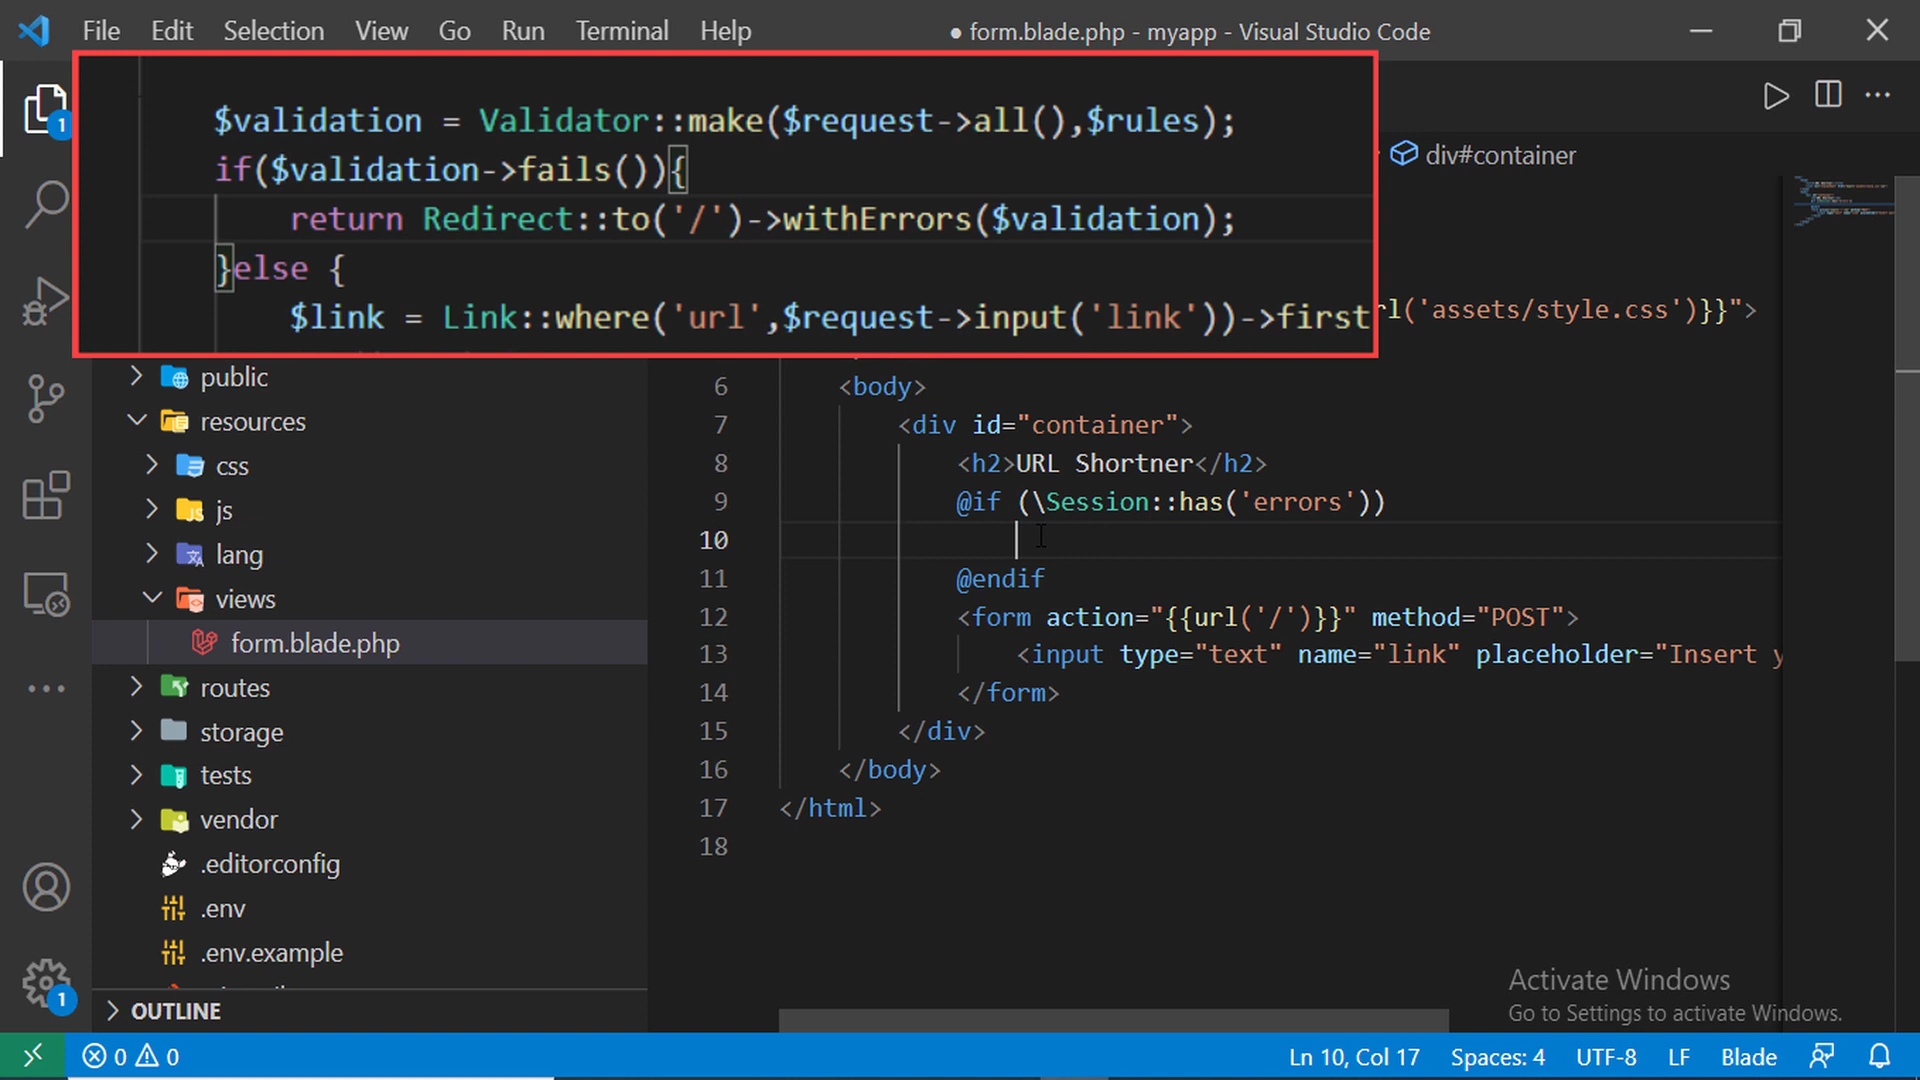 File Edit Selection View Go Run Terminal Help
● form.blade.php - myapp - Visual Studio Code
$validation = Validator::make($request->all(),$rules);
if($validation->fails()){
return Redirect::to('/')->withErrors($validation);
}else {
$link = Link::where('url',$request->input('link'))->first
div#container
rl('assets/style.css')}}">
1
public
resources
css
js
lang
views
form.blade.php
routes
storage
tests
vendor
.editorconfig
.env
.env.example
OUTLINE
6 <body>
7 <div id="container">
8 <h2>URL Shortner</h2>
9 @if (\Session::has('errors'))
10
11 @endif
12 <form action="{{url('/')}}" method="POST">
13 <input type="text" name="link" placeholder="Insert y
14 </form>
15 </div>
16 </body>
17 </html>
18
Activate Windows
Go to Settings to activate Windows.
1
0 0
Ln 10, Col 17 Spaces: 4 UTF-8 LF Blade